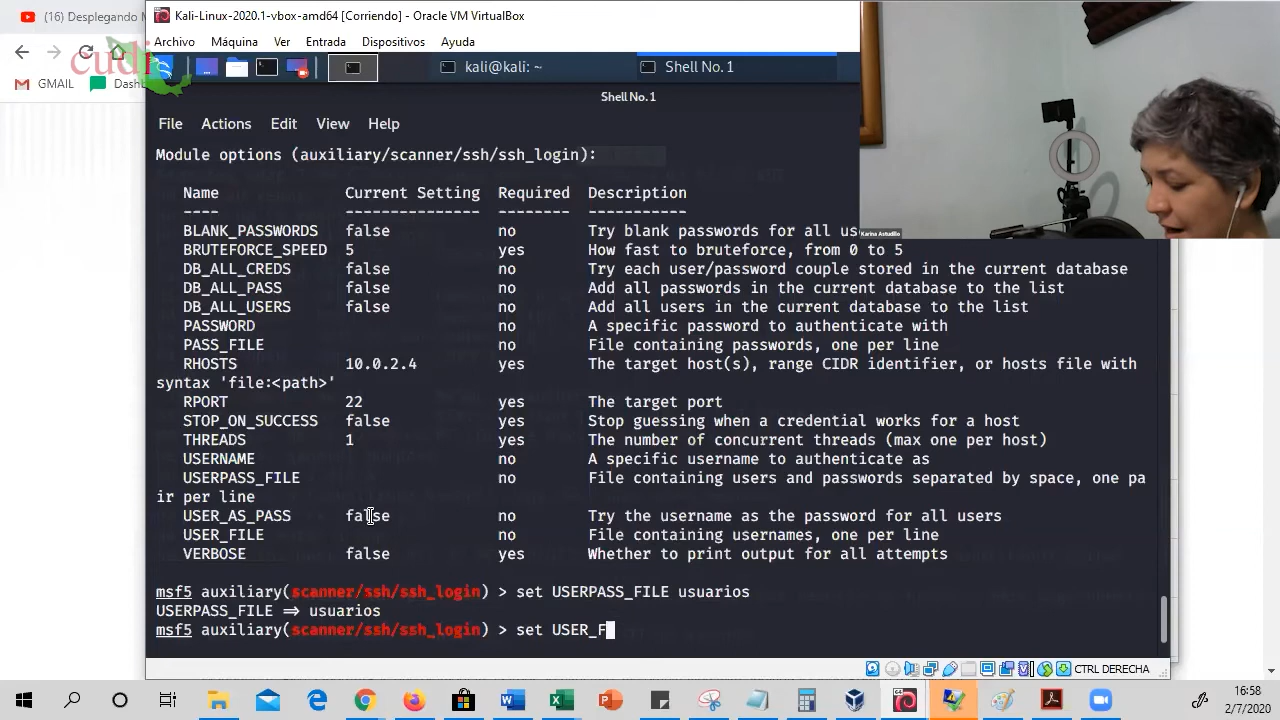 (16) Desplegando M
Kali-Linux-2020.1-vbox-amd64 [Corriendo] - Oracle VM VirtualBox
Archivo Máquina Ver Entrada Dispositivos Ayuda
cudi
kali@kali: ~
Shell No. 1
GMAIL
Dashb
Shell No. 1
File Actions Edit View Help
Module options (auxiliary/scanner/ssh/ssh_login):
Name Current Setting Required Description
---- --------------- -------- -----------
BLANK_PASSWORDS false no Try blank passwords for all us
Karina Astudillo
BRUTEFORCE_SPEED 5 yes How fast to bruteforce, from 0 to 5
DB_ALL_CREDS false no Try each user/password couple stored in the current database
DB_ALL_PASS false no Add all passwords in the current database to the list
DB_ALL_USERS false no Add all users in the current database to the list
PASSWORD no A specific password to authenticate with
PASS_FILE no File containing passwords, one per line
RHOSTS 10.0.2.4 yes The target host(s), range CIDR identifier, or hosts file with
syntax 'file:<path>'
RPORT 22 yes The target port
STOP_ON_SUCCESS false yes Stop guessing when a credential works for a host
THREADS 1 yes The number of concurrent threads (max one per host)
USERNAME no A specific username to authenticate as
USERPASS_FILE no File containing users and passwords separated by space, one pa
ir per line
USER_AS_PASS false no Try the username as the password for all users
USER_FILE no File containing usernames, one per line
VERBOSE false yes Whether to print output for all attempts
msf5 auxiliary(scanner/ssh/ssh_login) > set USERPASS_FILE usuarios
USERPASS_FILE => usuarios
msf5 auxiliary(scanner/ssh/ssh_login) > set USER_F
CTRL DERECHA
16:58
2/7/2020